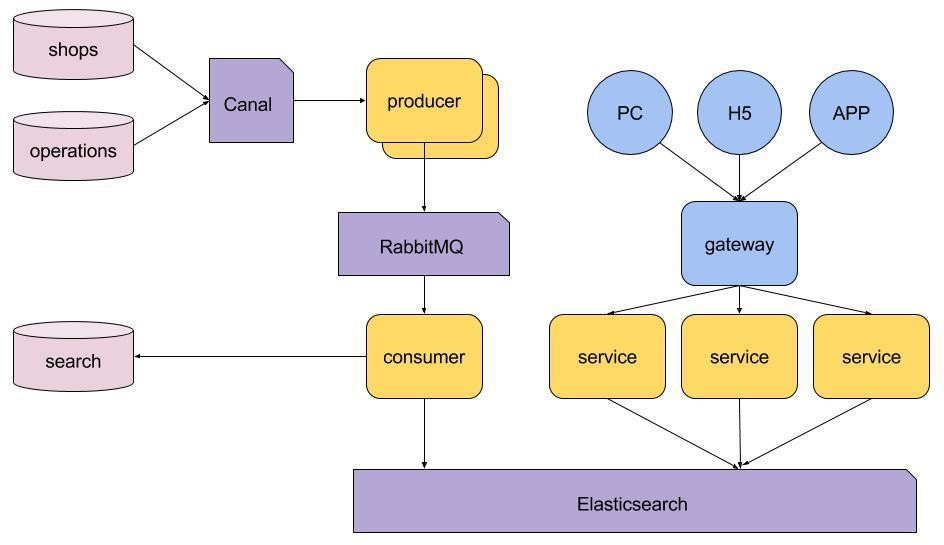 shops
operations
Canal
producer
RabbitMQ
consumer
search
PC
H5
APP
gateway
service
service
service
Elasticsearch